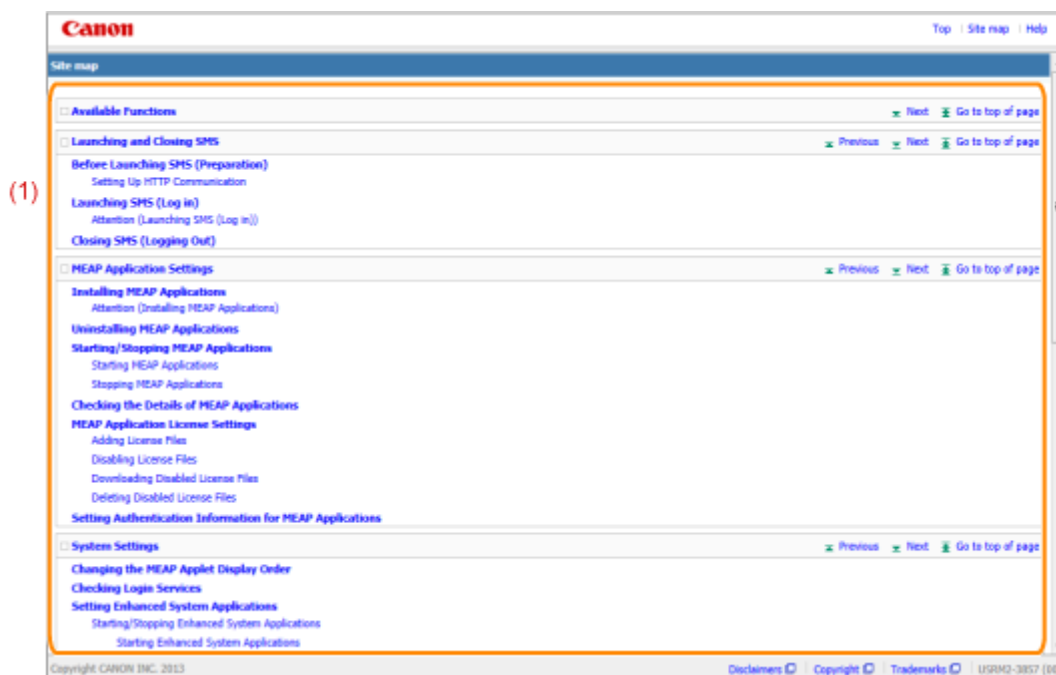 Canon
Top Site map Help
Site map
Available Functions Next Go to top of page
Launching and Closing SMS Previous Next Go to top of page
Before Launching SMS (Preparation)
Setting Up HTTP Communication
(1)
Launching SMS (Log in)
Attention (Launching SMS (Log in))
Closing SMS (Logging Out)
MEAP Application Settings Previous Next Go to top of page
Installing MEAP Applications
Attention (Installing MEAP Applications)
Uninstalling MEAP Applications
Starting/Stopping MEAP Applications
Starting MEAP Applications
Stopping MEAP Applications
Checking the Details of MEAP Applications
MEAP Application License Settings
Adding License Files
Disabling License Files
Downloading Disabled License Files
Deleting Disabled License Files
Setting Authentication Information for MEAP Applications
System Settings Previous Next Go to top of page
Changing the MEAP Applet Display Order
Checking Login Services
Setting Enhanced System Applications
Starting/Stopping Enhanced System Applications
Starting Enhanced System Applications
Copyright CANON INC. 2013 Disclaimers Copyright Trademarks USRM2-3857